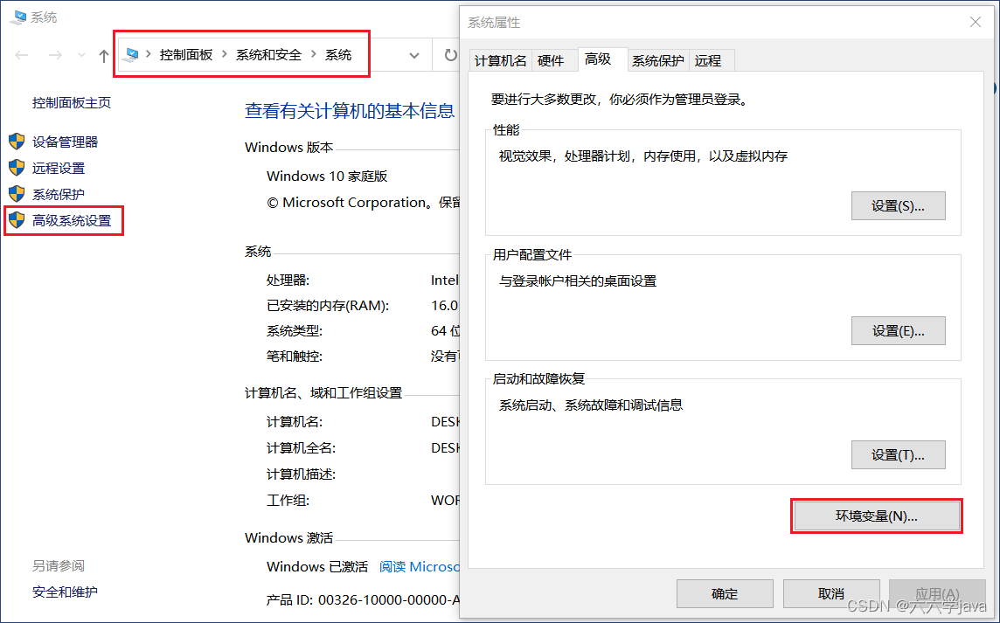 系统
控制面板 > 系统和安全 > 系统
控制面板主页
设备管理器
远程设置
系统保护
高级系统设置
另请参阅
安全和维护
查看有关计算机的基本信息
Windows 版本
Windows 10 家庭版
© Microsoft Corporation。保留
系统
处理器: Intel
已安装的内存(RAM): 16.0
系统类型: 64 位
笔和触控: 没有
计算机名、域和工作组设置
计算机名: DESK
计算机全名: DESK
计算机描述:
工作组: WOR
Windows 激活
Windows 已激活 阅读 Microso
产品 ID: 00326-10000-00000-A
系统属性
计算机名 硬件 高级 系统保护 远程
要进行大多数更改，你必须作为管理员登录。
性能
视觉效果，处理器计划，内存使用，以及虚拟内存
设置(S)...
用户配置文件
与登录帐户相关的桌面设置
设置(E)...
启动和故障恢复
系统启动、系统故障和调试信息
设置(T)...
环境变量(N)...
确定 取消 应用(A)
CSDN @六六学java